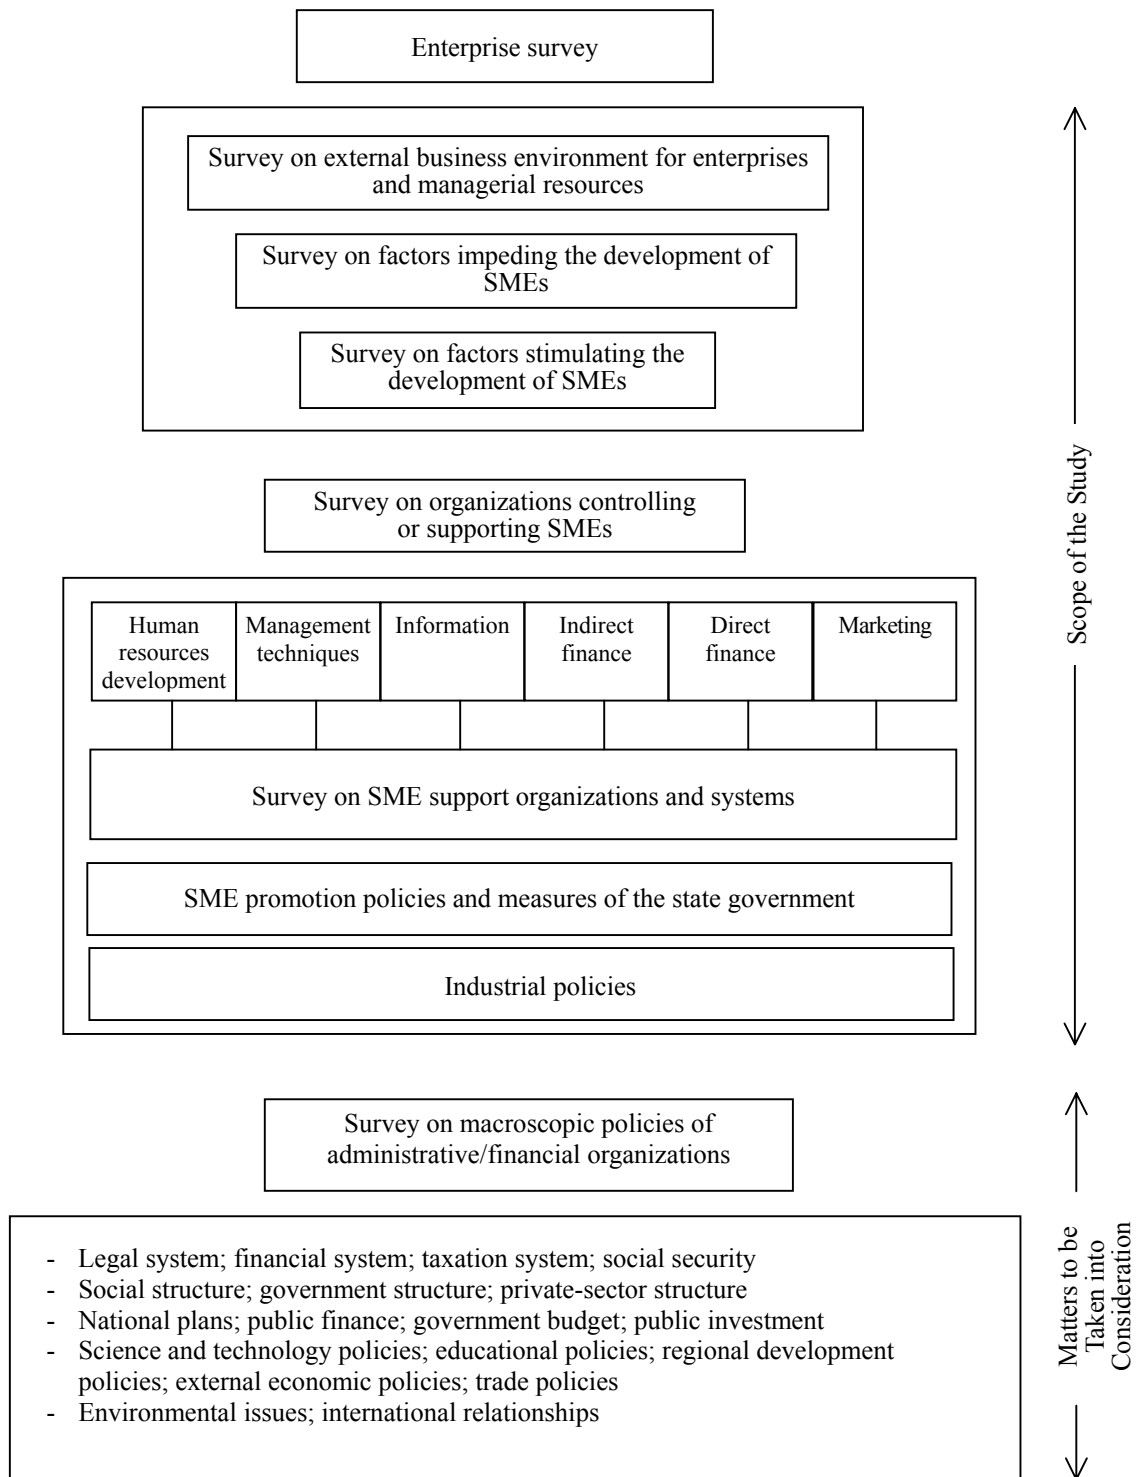 Enterprise survey
Survey on external business environment for enterprises
and managerial resources
Survey on factors impeding the development of
SMEs
Survey on factors stimulating the
development of SMEs
Survey on organizations controlling
or supporting SMEs
Human
resources
development
Management
techniques
Information
Indirect
finance
Direct
finance
Marketing
Survey on SME support organizations and systems
SME promotion policies and measures of the state government
Industrial policies
Scope of the Study
Survey on macroscopic policies of
administrative/financial organizations
- Legal system; financial system; taxation system; social security
- Social structure; government structure; private-sector structure
- National plans; public finance; government budget; public investment
- Science and technology policies; educational policies; regional development
policies; external economic policies; trade policies
- Environmental issues; international relationships
Matters to be
Taken into
Consideration